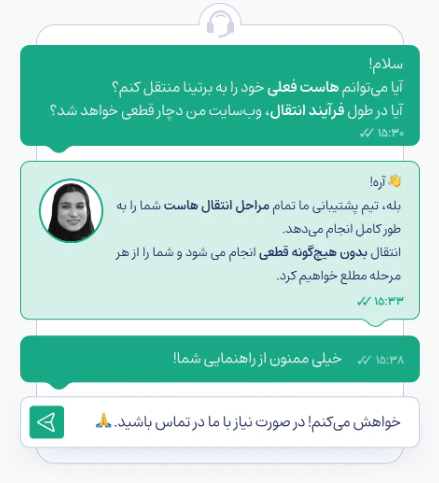 سلام!
آیا می‌توانم هاست فعلی خود را به برتینا منتقل کنم؟
آیا در طول فرآیند انتقال، وب‌سایت من دچار قطعی خواهد شد؟
۱۵:۳۰
👋 آره!
بله، تیم پشتیبانی ما تمام مراحل انتقال هاست شما را به
طور کامل انجام می‌دهد.
انتقال بدون هیچ‌گونه قطعی انجام می شود و شما را از هر
مرحله مطلع خواهیم کرد.
۱۵:۳۳
خیلی ممنون از راهنمایی شما!
۱۵:۳۸
خواهش می‌کنم! در صورت نیاز با ما در تماس باشید. 🙏